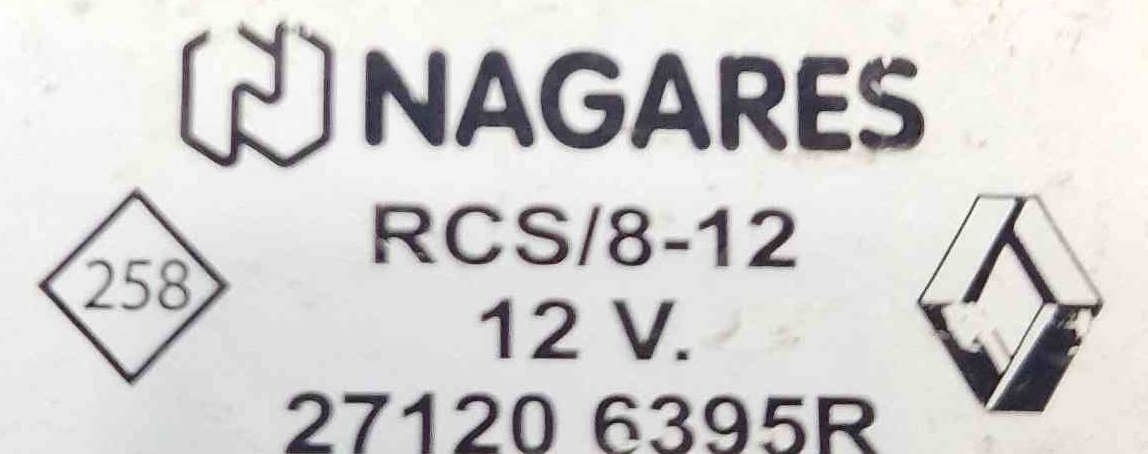 NAGARES
RCS/8-12
258
12 V.
27120 6395R